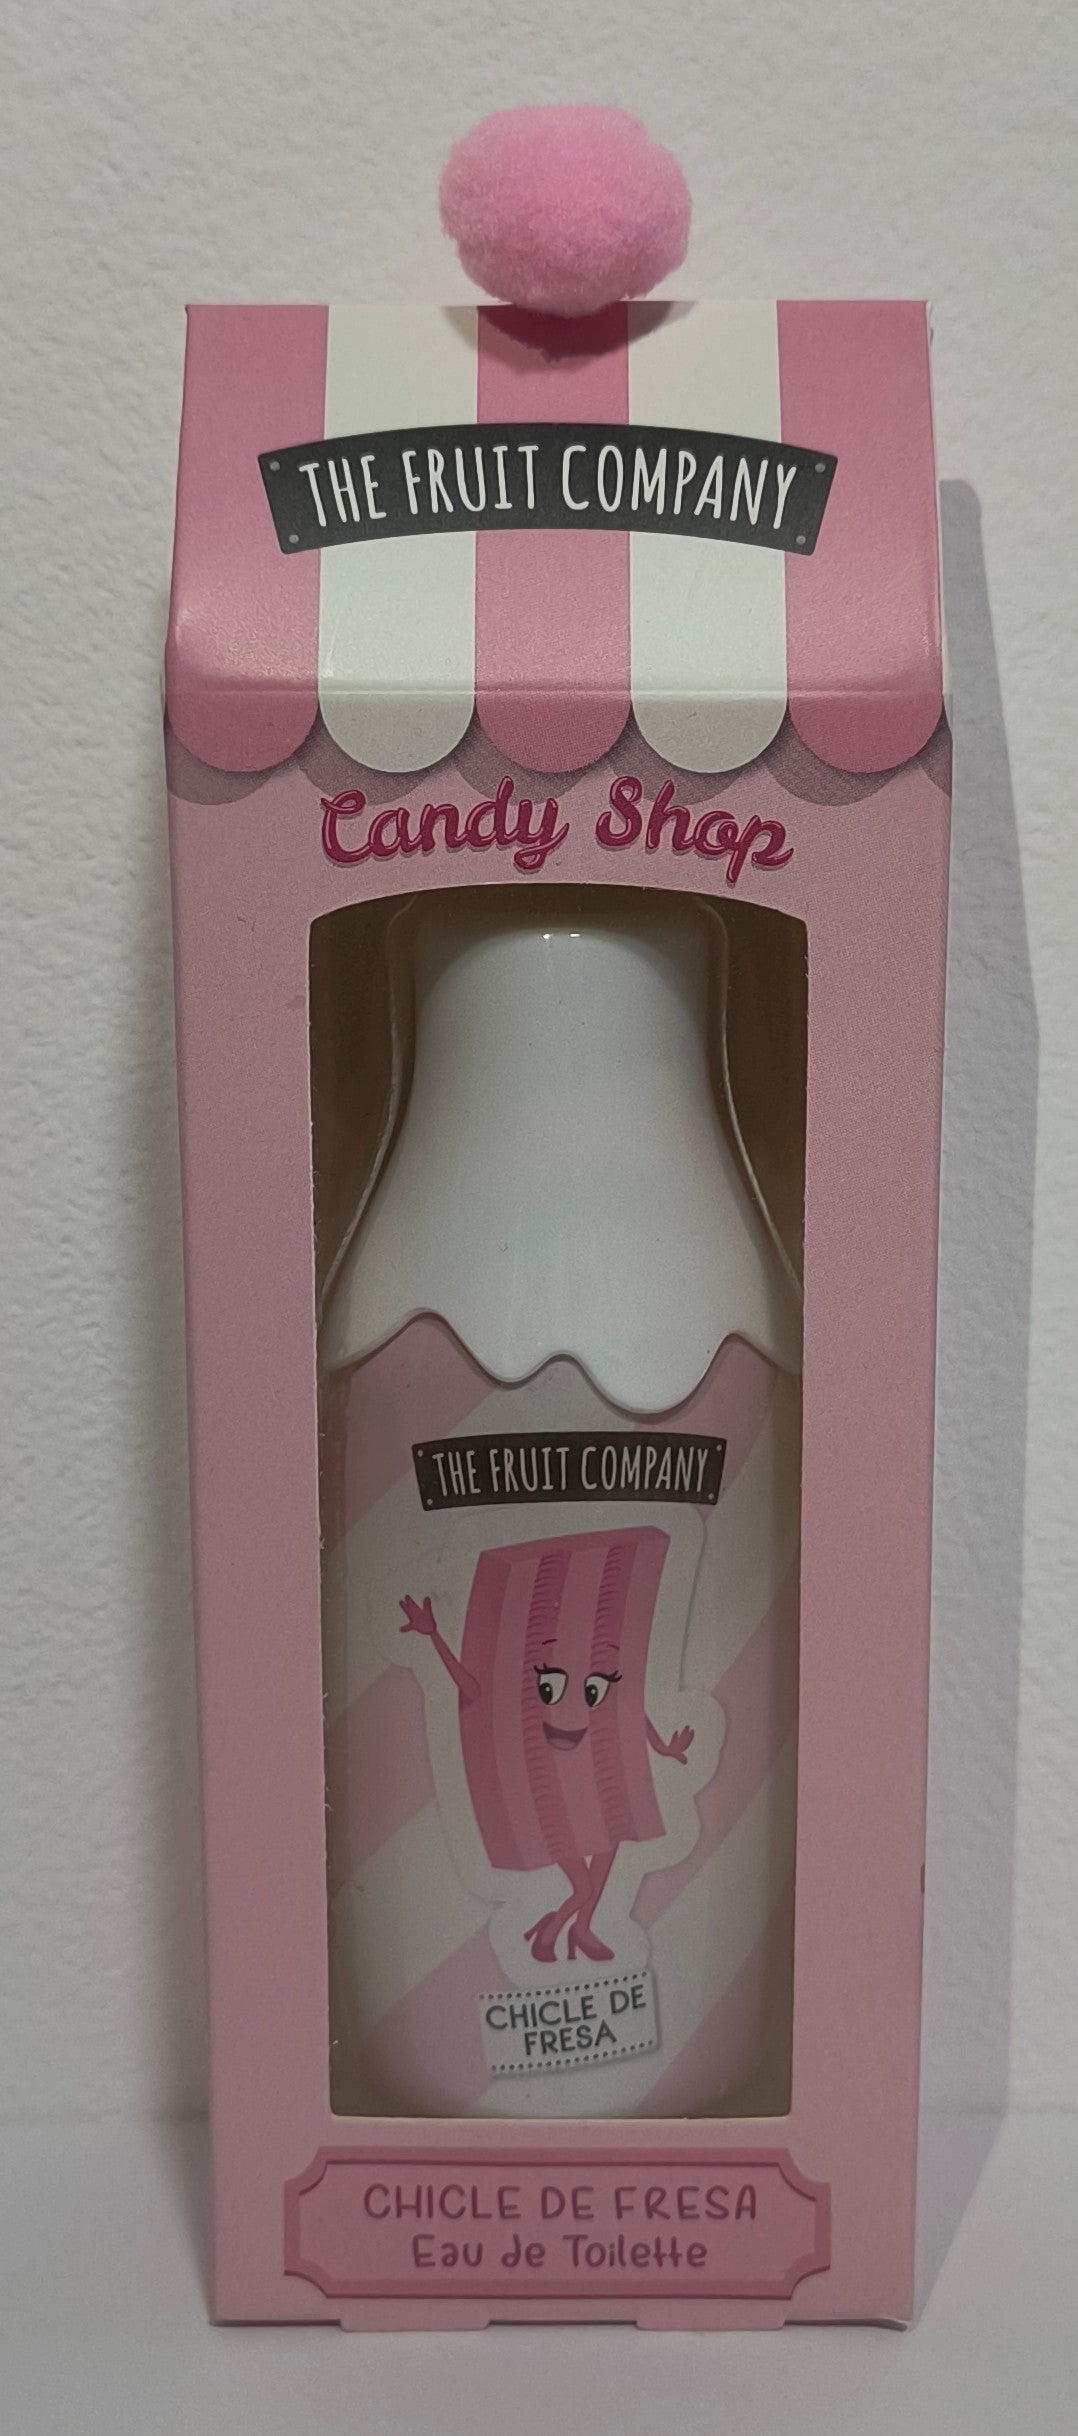 THE FRUIT COMPANY
Candy Shop
THE FRUIT COMPANY
CHICLE DE
FRESA
CHICLE DE FRESA
Eau de Toilette